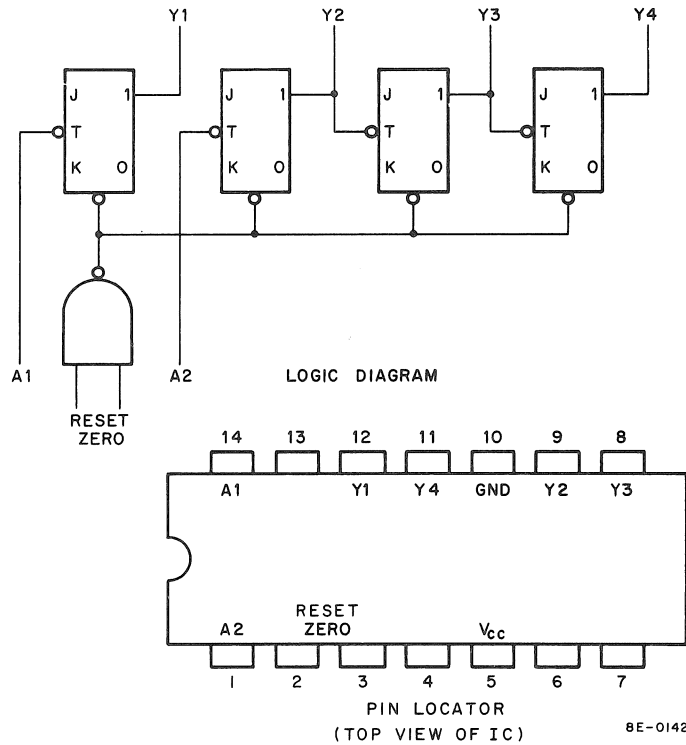 Y1 Y2 Y3 Y4
J 1 J 1 J 1 J 1
T T T T
K 0 K 0 K 0 K 0
A1 A2 LOGIC DIAGRAM
RESET
ZERO
14 13 12 11 10 9 8
A1 Y1 Y4 GND Y2 Y3
RESET
A2 ZERO VCC
1 2 3 4 5 6 7
PIN LOCATOR
(TOP VIEW OF IC)
8E-0142